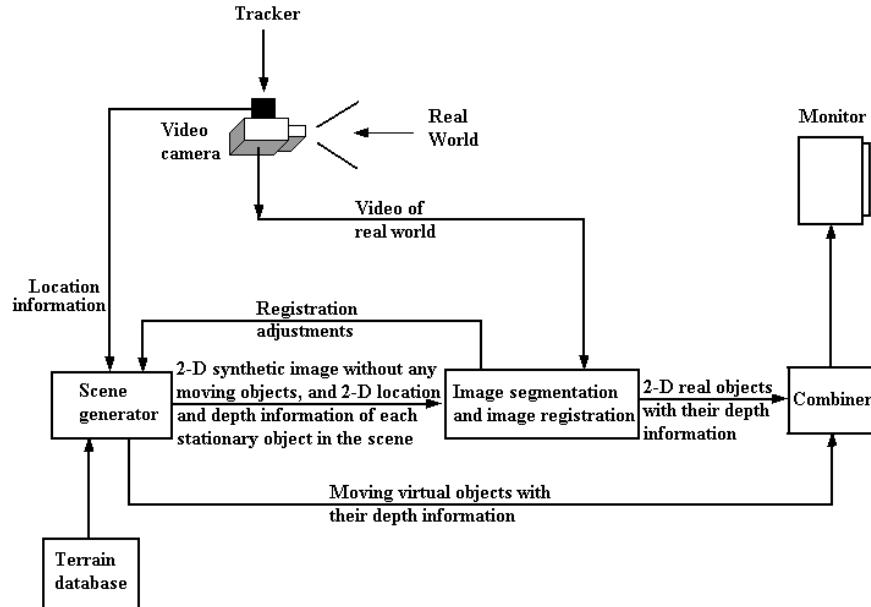 Tracker
Video
camera
Real
World
Monitor
Video of
real world
Location
information
Registration
adjustments
Scene
generator
2-D synthetic image without any
moving objects, and 2-D location
and depth information of each
stationary object in the scene
Image segmentation
and image registration
2-D real objects
with their depth
information
Combiner
Moving virtual objects with
their depth information
Terrain
database